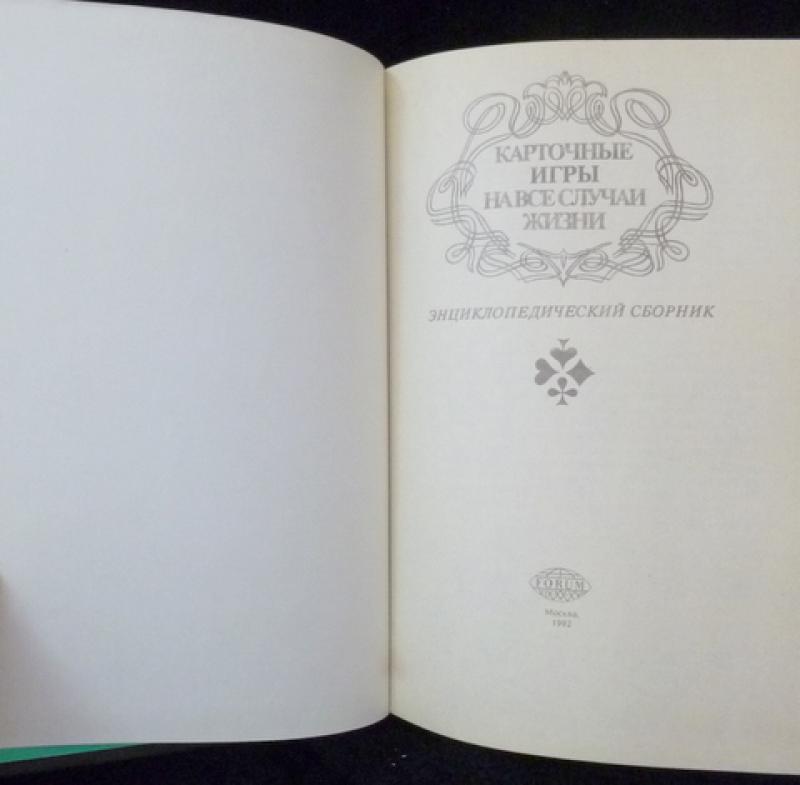 КАРТОЧНЫЕ
ИГРЫ
НА ВСЕ СЛУЧАИ
ЖИЗНИ
ЭНЦИКЛОПЕДИЧЕСКИЙ СБОРНИК
FORUM
Москва,
1992